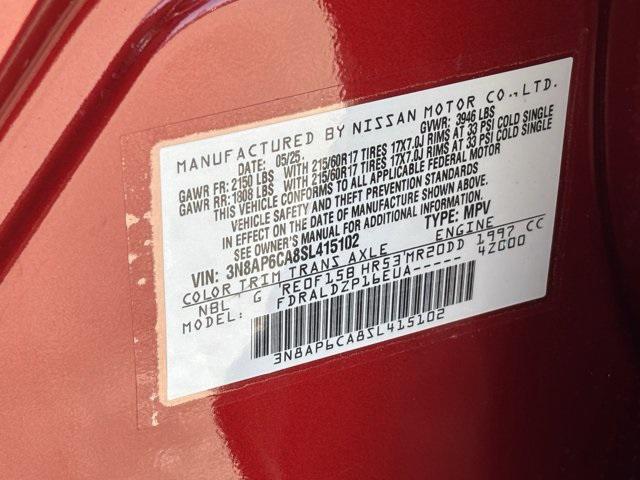 MANUFACTURED BY NISSAN MOTOR CO.,LTD.
DATE: 05/25 GVWR: 3946 LBS
GAWR FR: 2150 LBS WITH 215/60R17 TIRES 17X7.0J RIMS AT 33 PSI COLD SINGLE
GAWR RR: 1808 LBS WITH 215/60R17 TIRES 17X7.0J RIMS AT 33 PSI COLD SINGLE
THIS VEHICLE CONFORMS TO ALL APPLICABLE FEDERAL MOTOR
VEHICLE SAFETY AND THEFT PREVENTION STANDARDS
IN EFFECT ON THE DATE OF MANUFACTURE SHOWN ABOVE.
SEE OWNER'S MANUAL FOR ADDITIONAL INFORMATION.
VIN: 3N8AP6CA8SL415102 TYPE: MPV
COLOR TRIM TRANS AXLE ENGINE
NBL G RE0F15B HR53 MR20DD 1997 CC
MODEL: FDRALDZP16EUA----- 4ZC00
3N8AP6CA8SL415102